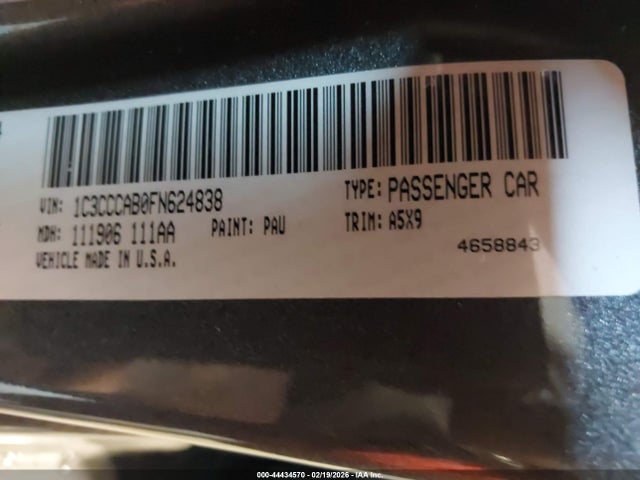 VIN: 1C3CCCAB0FN624838
TYPE: PASSENGER CAR
MDH: 111906 111AA
PAINT: PAU
TRIM: A5X9
VEHICLE MADE IN U.S.A.
4658843
000-44434570 - 02/19/2026 - IAA Inc.